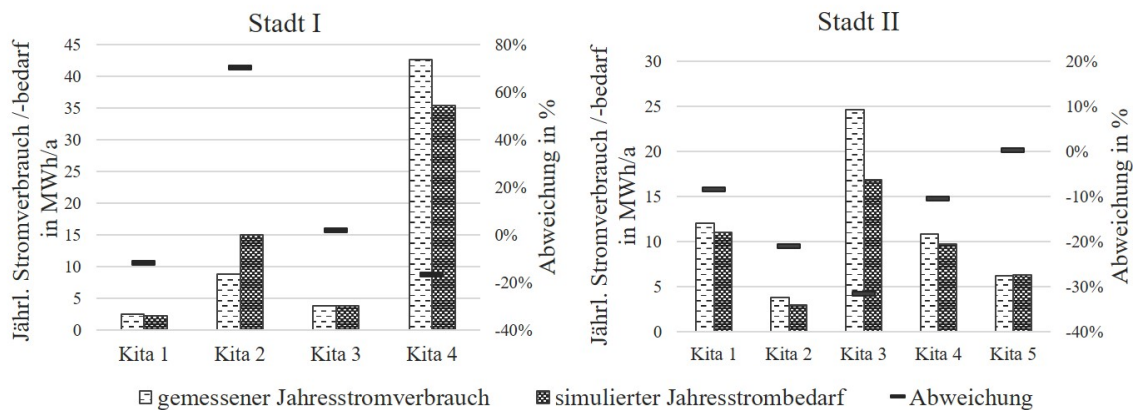 Stadt I
Jährl. Stromverbrauch /-bedarf
in MWh/a
45
40
35
30
25
20
15
10
5
0
80%
60%
40%
20%
0%
-20%
-40%
Abweichung in %
Kita 1 Kita 2 Kita 3 Kita 4
Stadt II
Jährl. Stromverbrauch /-bedarf
in MWh/a
30
25
20
15
10
5
0
20%
10%
0%
-10%
-20%
-30%
-40%
Abweichung in %
Kita 1 Kita 2 Kita 3 Kita 4 Kita 5
gemessener Jahresstromverbrauch simulierter Jahresstrombedarf Abweichung